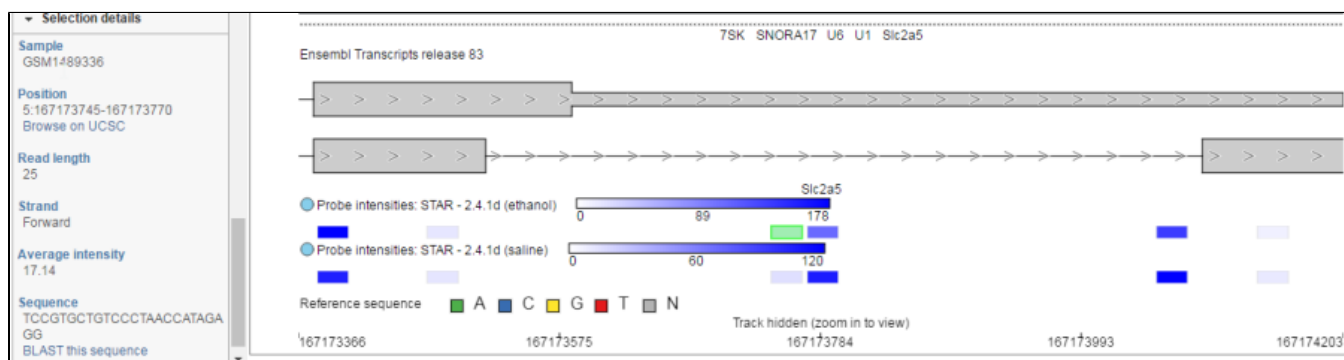 Selection details
Sample
GSM1489336
Position
5:167173745-167173770
Browse on UCSC
Read length
25
Strand
Forward
Average intensity
17.14
Sequence
TCCGTGCTGTCCCTAACCATAGA
GG
BLAST this sequence
7SK SNORA17 U6 U1 Slc2a5
Ensembl Transcripts release 83
Slc2a5
Probe intensities: STAR - 2.4.1d (ethanol)
0 89 178
Probe intensities: STAR - 2.4.1d (saline)
0 60 120
Reference sequence A C G T N
Track hidden (zoom in to view)
167173366 167173575 167173784 167173993 167174203